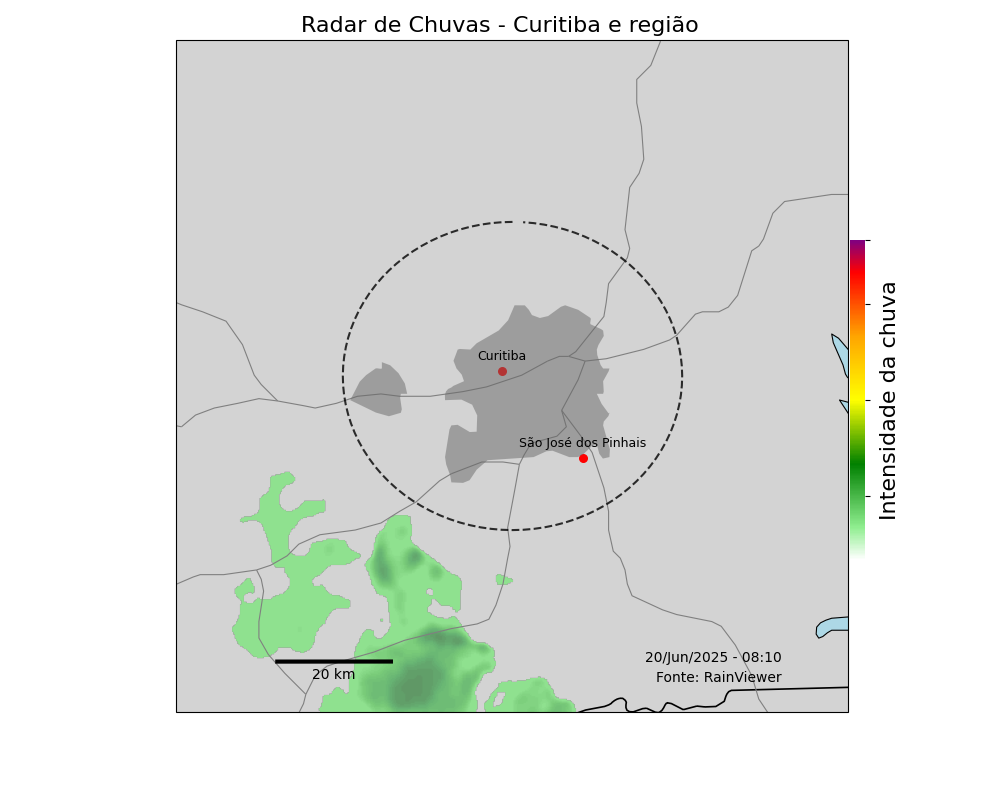 Radar de Chuvas - Curitiba e região
Curitiba
São José dos Pinhais
Intensidade da chuva
20/Jun/2025 - 08:10
Fonte: RainViewer
20 km